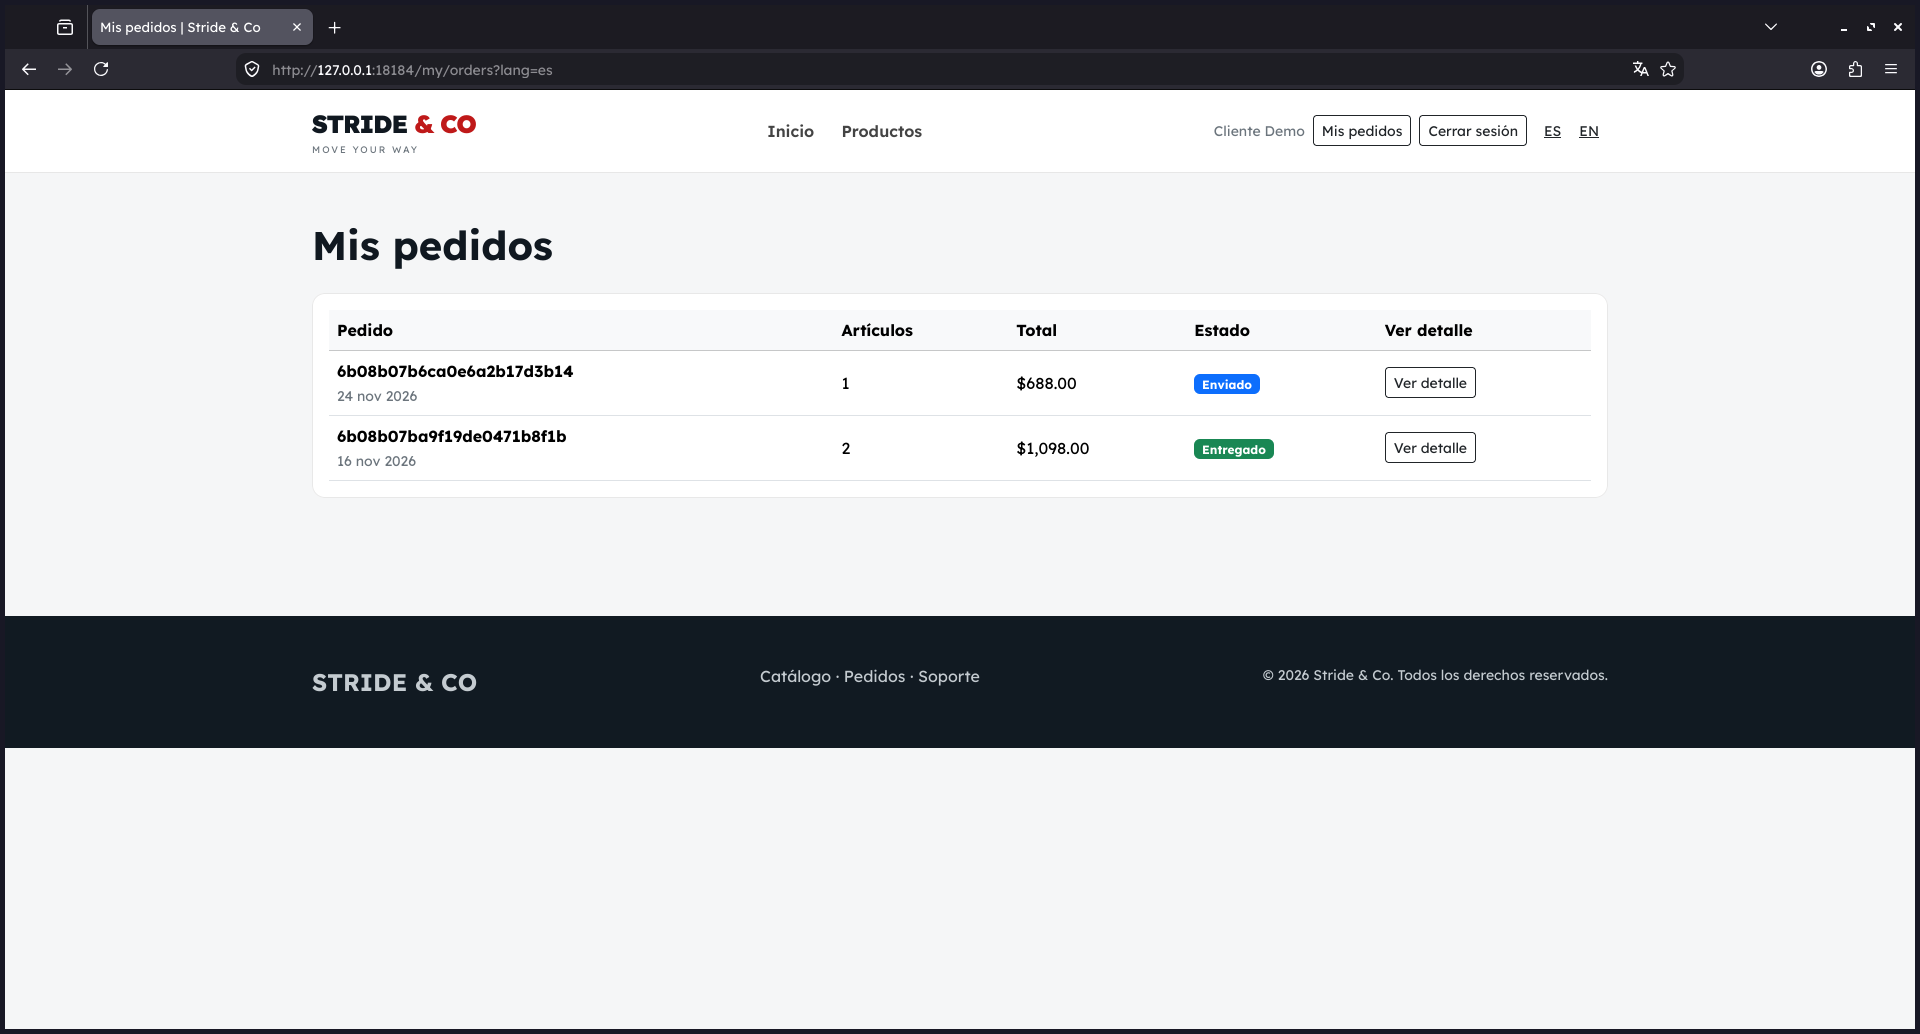 Mis pedidos | Stride & Co
http://127.0.0.1:18184/my/orders?lang=es
STRIDE & CO
MOVE YOUR WAY
Inicio
Productos
Cliente Demo
Mis pedidos
Cerrar sesión
ES
EN
Mis pedidos
Pedido Artículos Total Estado Ver detalle
6b08b07b6ca0e6a2b17d3b14
24 nov 2026
1 $688.00 Enviado Ver detalle
6b08b07ba9f19de0471b8f1b
16 nov 2026
2 $1,098.00 Entregado Ver detalle
STRIDE & CO
Catálogo · Pedidos · Soporte
© 2026 Stride & Co. Todos los derechos reservados.